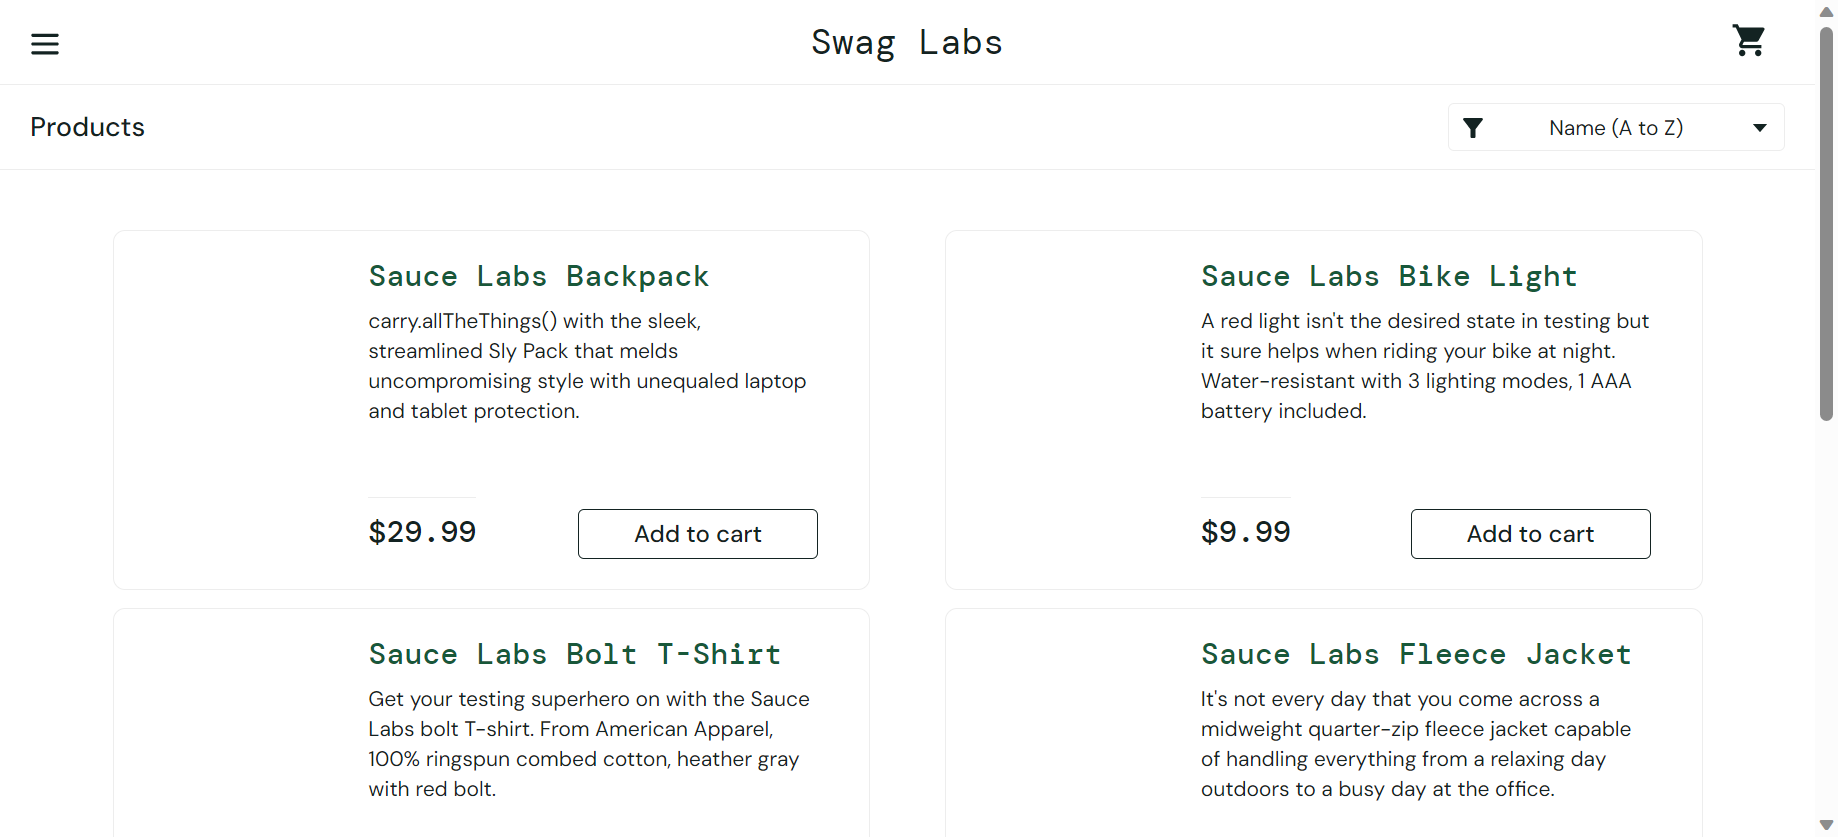 Swag Labs
Products
Name (A to Z)
Sauce Labs Backpack
carry.allTheThings() with the sleek,
streamlined Sly Pack that melds
uncompromising style with unequaled laptop
and tablet protection.
$29.99
Add to cart
Sauce Labs Bike Light
A red light isn't the desired state in testing but
it sure helps when riding your bike at night.
Water-resistant with 3 lighting modes, 1 AAA
battery included.
$9.99
Add to cart
Sauce Labs Bolt T-Shirt
Get your testing superhero on with the Sauce
Labs bolt T-shirt. From American Apparel,
100% ringspun combed cotton, heather gray
with red bolt.
Sauce Labs Fleece Jacket
It's not every day that you come across a
midweight quarter-zip fleece jacket capable
of handling everything from a relaxing day
outdoors to a busy day at the office.